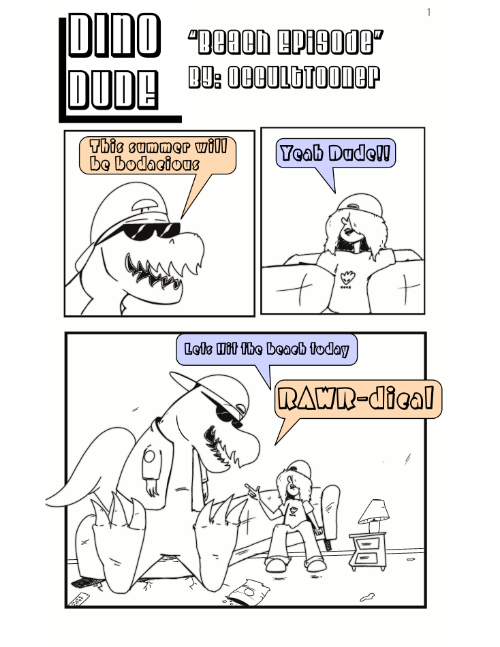 1
DINO
DUDE
"Beach Episode"
By: OccultTooner
This summer will
be bodacious
Yeah Dude!!
Lets Hit the beach today
RAWR-dical